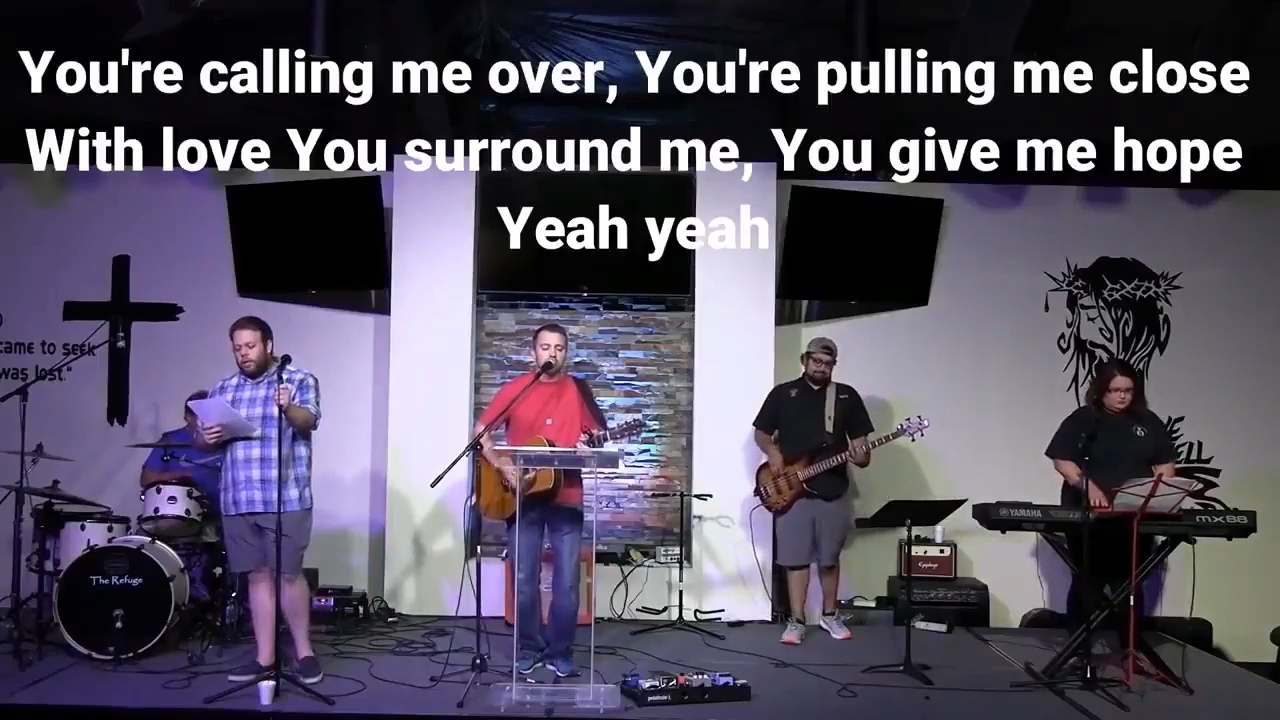 You're calling me over, You're pulling me close
With love You surround me, You give me hope
Yeah yeah
came to seek
was lost."
The Refuge
YAMAHA
MX88
Epiphone